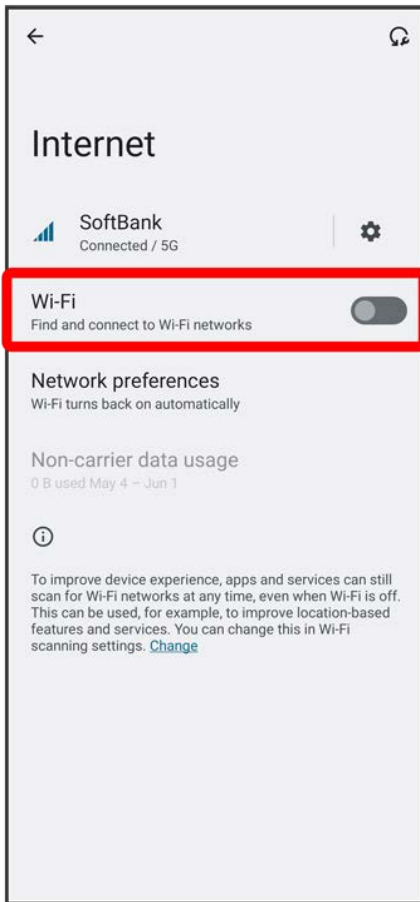 Internet
SoftBank
Connected / 5G
Wi-Fi
Find and connect to Wi-Fi networks
Network preferences
Wi-Fi turns back on automatically
Non-carrier data usage
0 B used May 4 – Jun 1
To improve device experience, apps and services can still
scan for Wi-Fi networks at any time, even when Wi-Fi is off.
This can be used, for example, to improve location-based
features and services. You can change this in Wi-Fi
scanning settings. Change